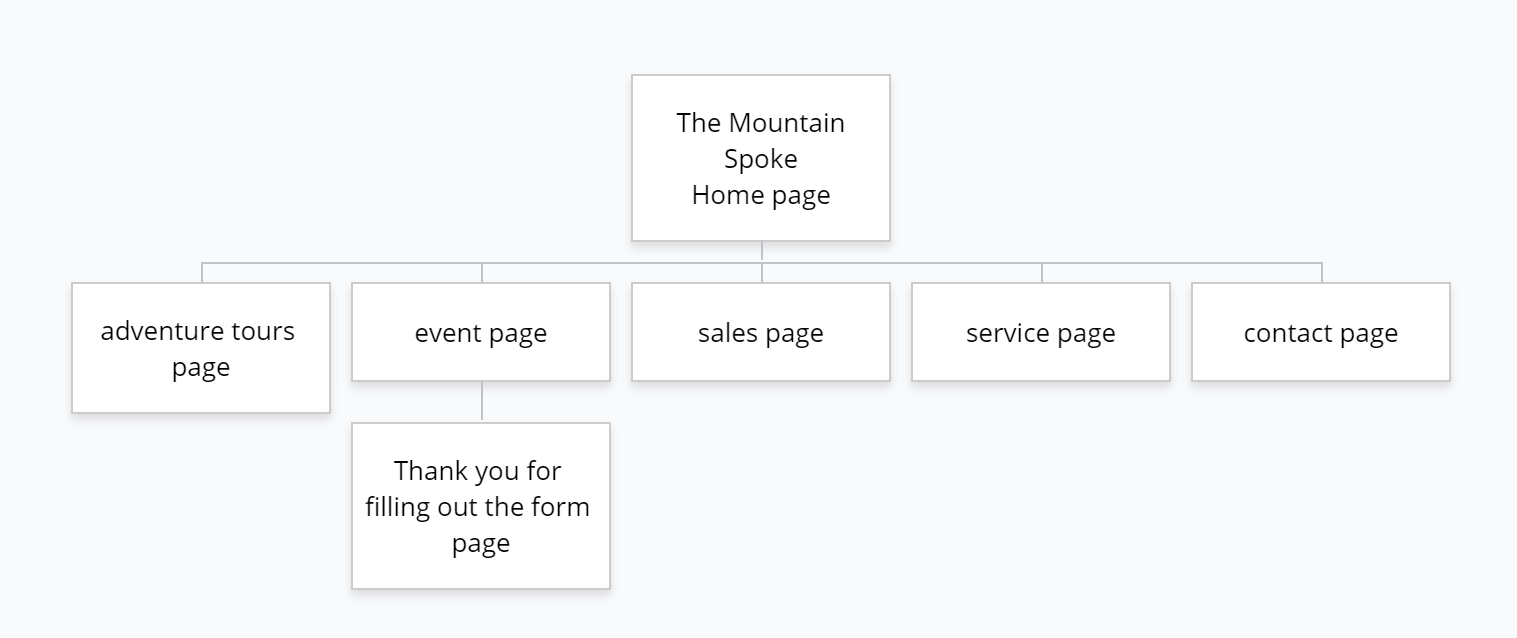 The Mountain
Spoke
Home page
adventure tours
page
event page
sales page
service page
contact page
Thank you for
filling out the form
page